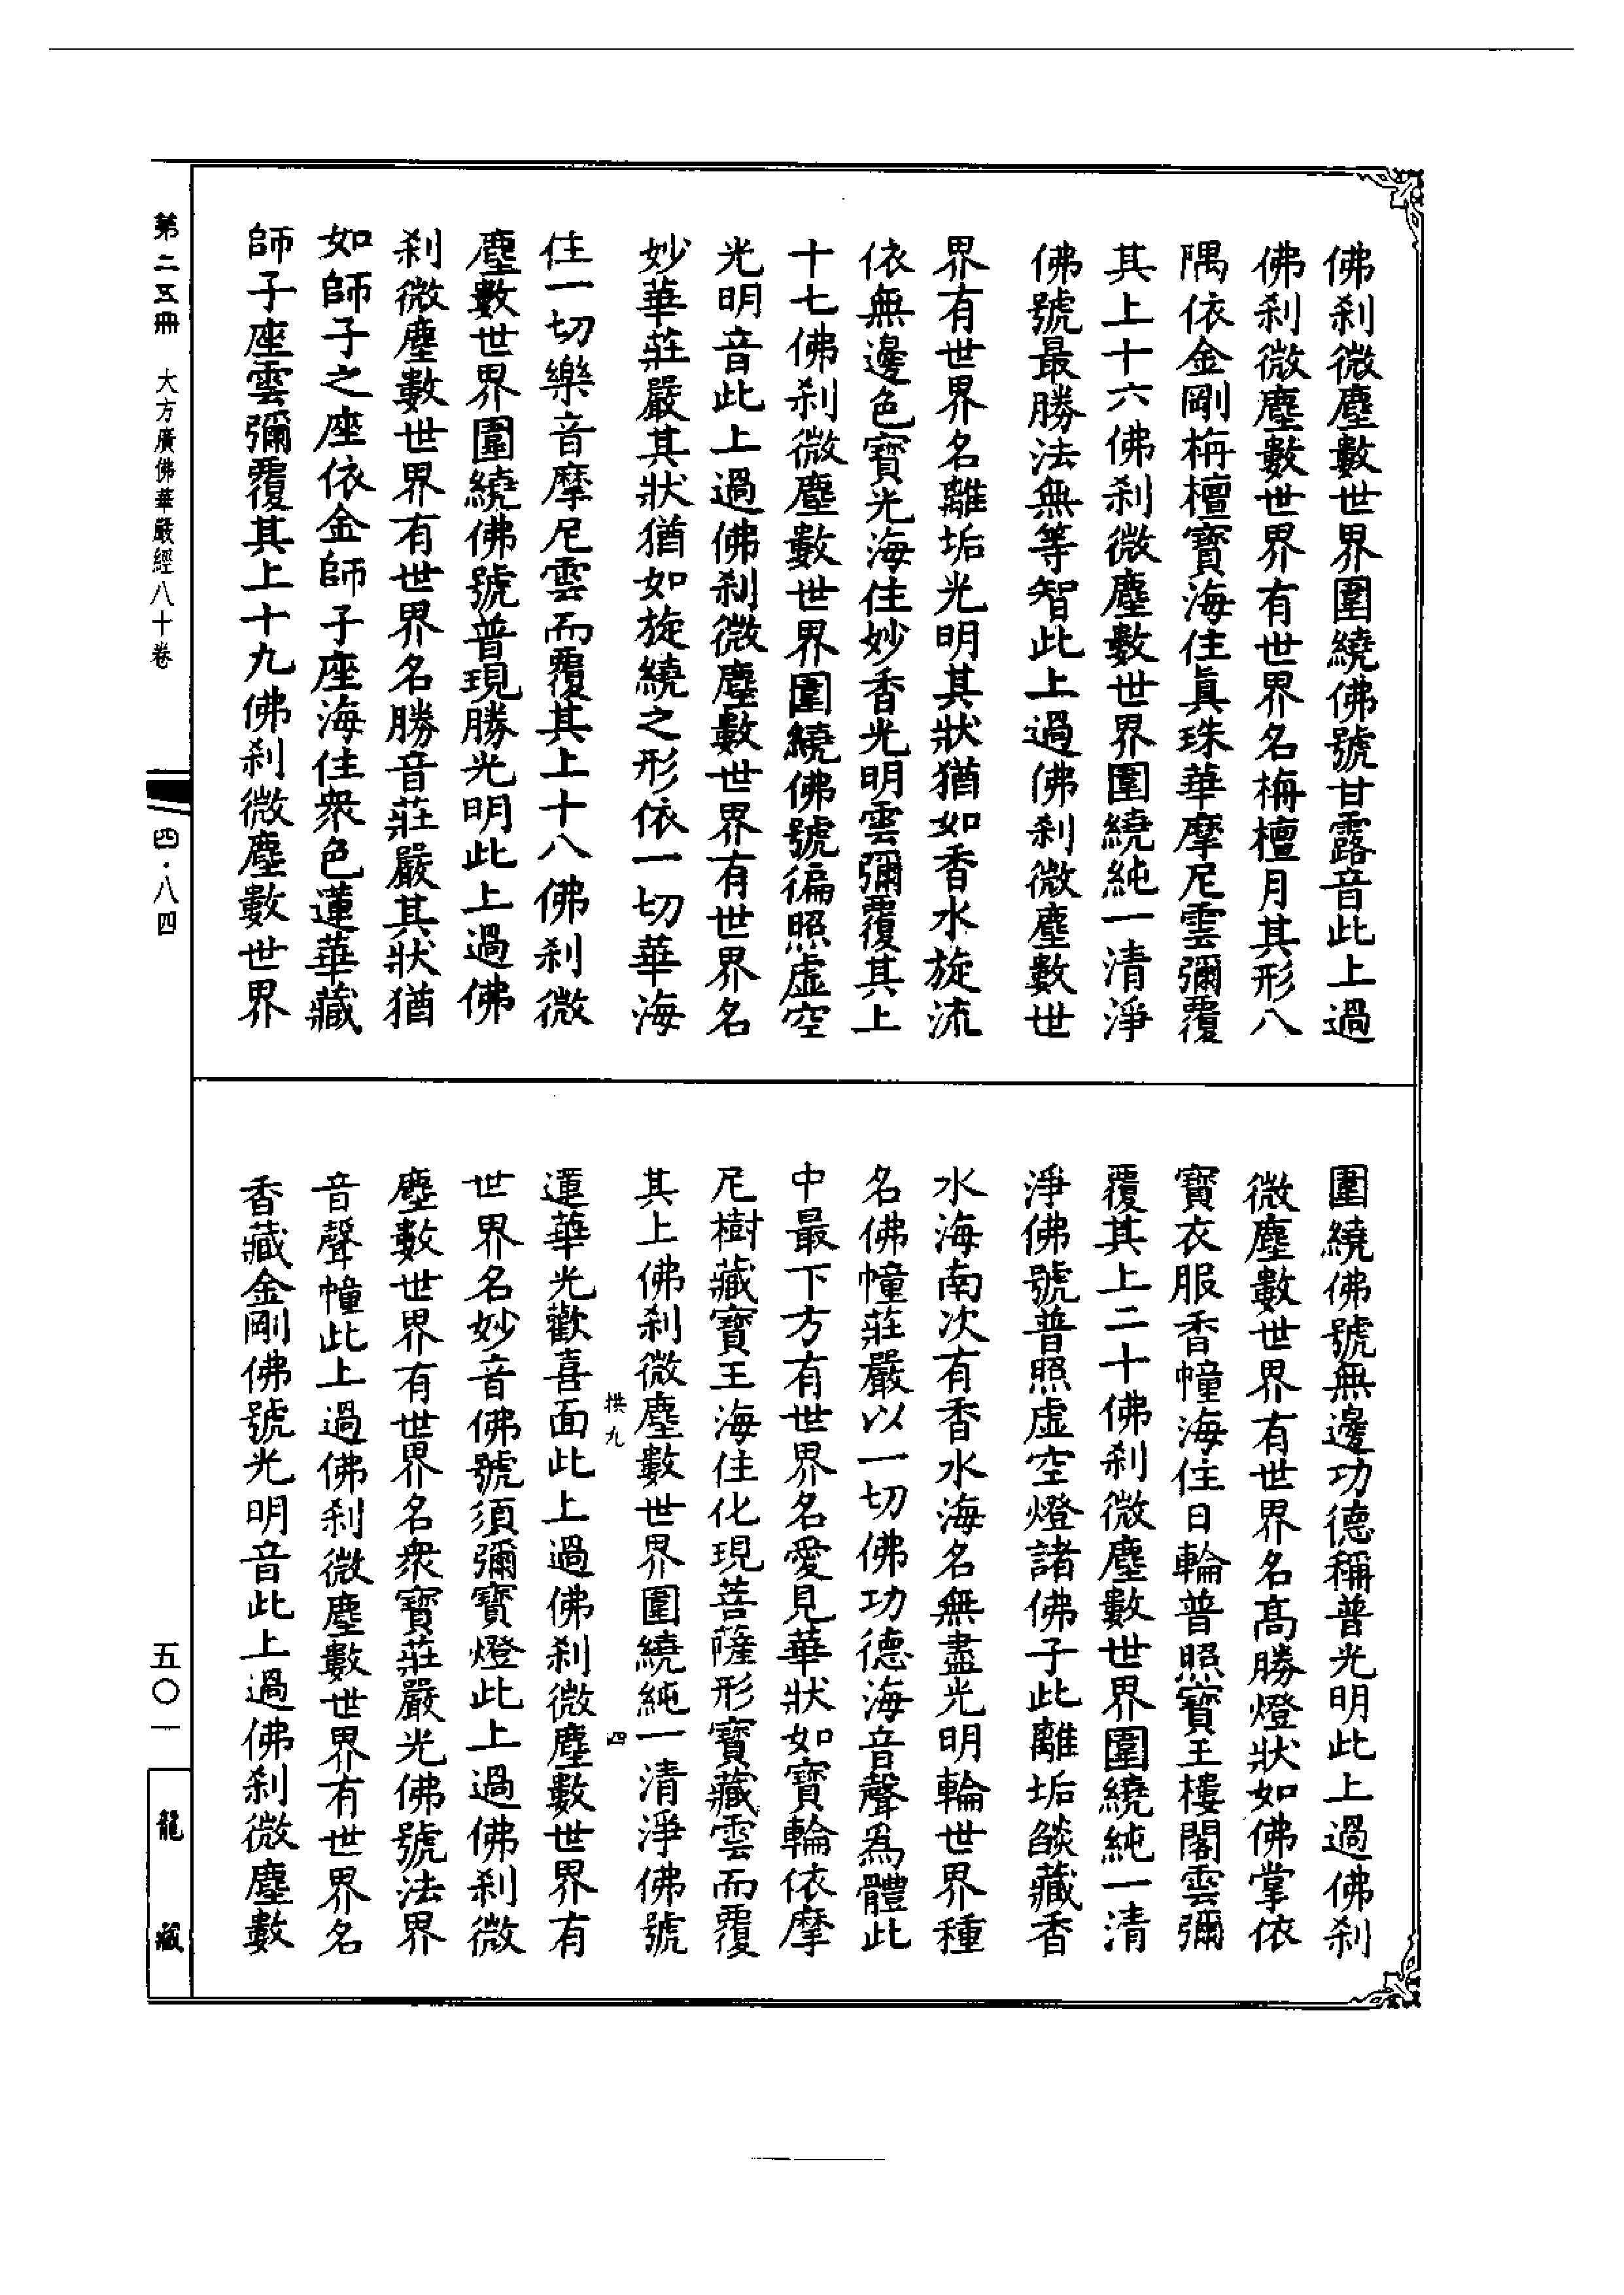 佛刹微塵數世界圍繞佛號甘露音此上過
佛刹微塵數世界有世界名栴檀月其形八
隅依金剛栴檀寶海住眞珠華摩尼雲彌覆
其上十六佛刹微塵數世界圍繞純一清淨
佛號最勝法無等智此上過佛刹微塵數世
界有世界名離垢光明其狀猶如香水旋流
依無邊色寶光海住妙香光明雲彌覆其上
十七佛刹微塵數世界圍繞佛號徧照虛空
光明音此上過佛刹微塵數世界有世界名
妙華莊嚴其狀猶如旋繞之形依一切華海
住一切樂音摩尼雲而覆其上十八佛刹微
塵數世界圍繞佛號普現勝光明此上過佛
刹微塵數世界有世界名勝音莊嚴其狀猶
如師子之座依金師子座海住衆色蓮華藏
師子座雲彌覆其上十九佛刹微塵數世界
圍繞佛號無邊功德稱普光明此上過佛刹
微塵數世界有世界名高勝燈狀如佛掌依
寶衣服香幢海住日輪普照寶王樓閣雲彌
覆其上二十佛刹微塵數世界圍繞純一清
淨佛號普照虛空燈諸佛子此離垢燄藏香
水海南次有香水海名無盡光明輪世界種
名佛幢莊嚴以一切佛功德海音聲爲體此
中最下方有世界名愛見華狀如寶輪依摩
尼樹藏寶王海住化現菩薩形寶藏雲而覆
其上佛刹微塵數世界圍繞純一清淨佛號
拱九 四
蓮華光歡喜面此上過佛刹微塵數世界有
世界名妙音佛號須彌寶燈此上過佛刹微
塵數世界有世界名衆寶莊嚴光佛號法界
音聲幢此上過佛刹微塵數世界有世界名
香藏金剛佛號光明音此上過佛刹微塵數
第二五冊 大方廣佛華嚴經八十卷 四·八四
五〇一
龍藏